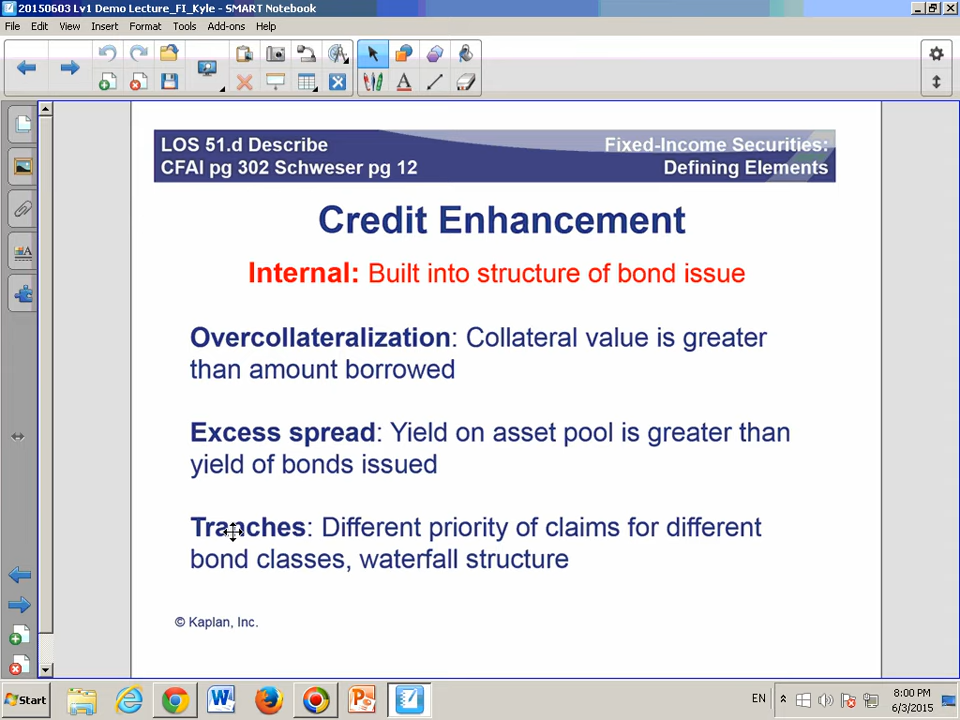 20150603 Lv1 Demo Lecture_FI_Kyle - SMART Notebook
File Edit View Insert Format Tools Add-ons Help
LOS 51.d Describe
CFAI pg 302 Schweser pg 12
Fixed-Income Securities:
Defining Elements
Credit Enhancement
Internal: Built into structure of bond issue
Overcollateralization: Collateral value is greater
than amount borrowed
Excess spread: Yield on asset pool is greater than
yield of bonds issued
Tranches: Different priority of claims for different
bond classes, waterfall structure
© Kaplan, Inc.
Start
EN
8:00 PM
6/3/2015